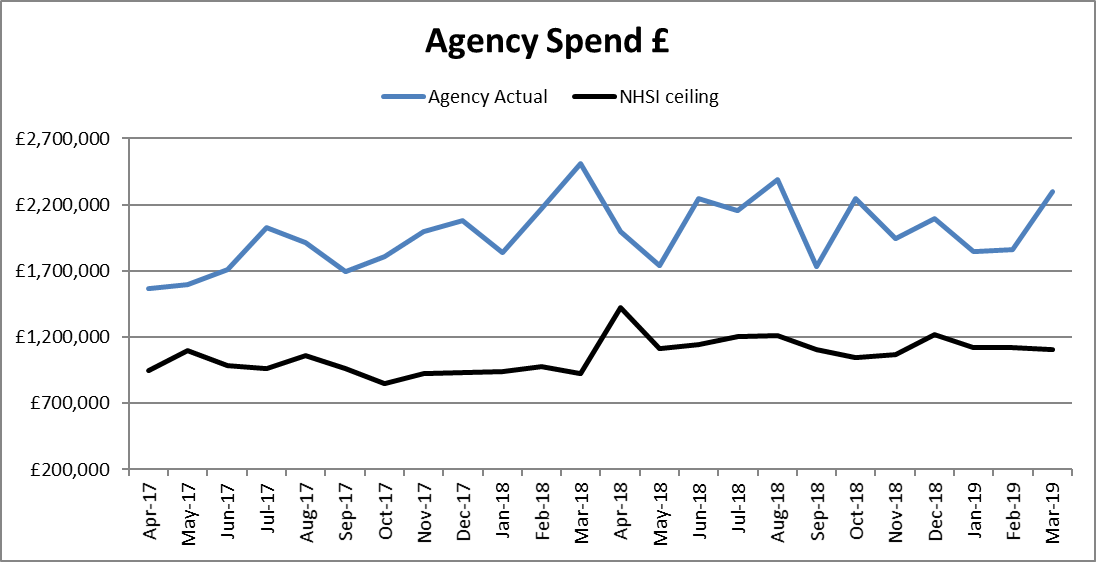 Agency Spend £
Agency Actual NHSI ceiling
£2,700,000
£2,200,000
£1,700,000
£1,200,000
£700,000
£200,000
Apr-17 May-17 Jun-17 Jul-17 Aug-17 Sep-17 Oct-17 Nov-17 Dec-17 Jan-18 Feb-18 Mar-18 Apr-18 May-18 Jun-18 Jul-18 Aug-18 Sep-18 Oct-18 Nov-18 Dec-18 Jan-19 Feb-19 Mar-19